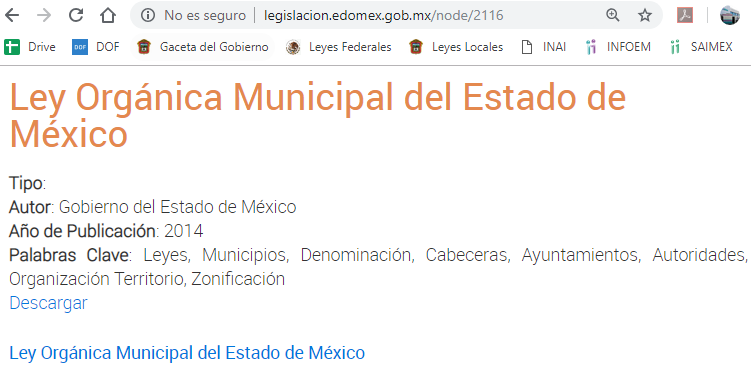 No es seguro | legislacion.edomex.gob.mx/node/2116
Drive DOF DOF Gaceta del Gobierno Leyes Federales Leyes Locales INAI INFOEM SAIMEX
Ley Orgánica Municipal del Estado de
México
Tipo:
Autor: Gobierno del Estado de México
Año de Publicación: 2014
Palabras Clave: Leyes, Municipios, Denominación, Cabeceras, Ayuntamientos, Autoridades,
Organización Territorio, Zonificación
Descargar
Ley Orgánica Municipal del Estado de México